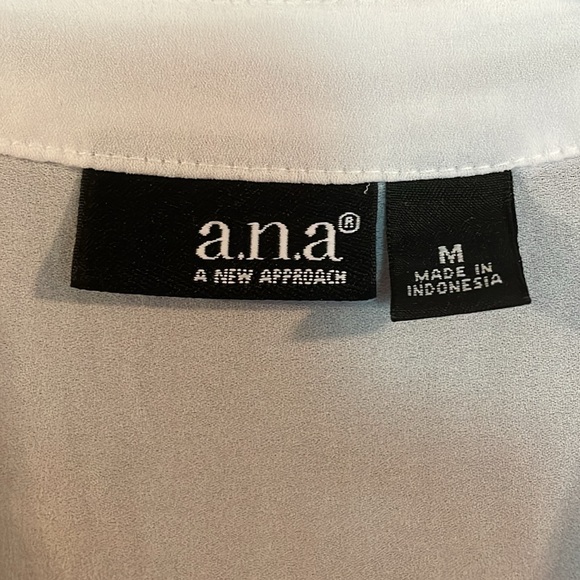 a.n.a®
A NEW APPROACH
M
MADE IN
INDONESIA